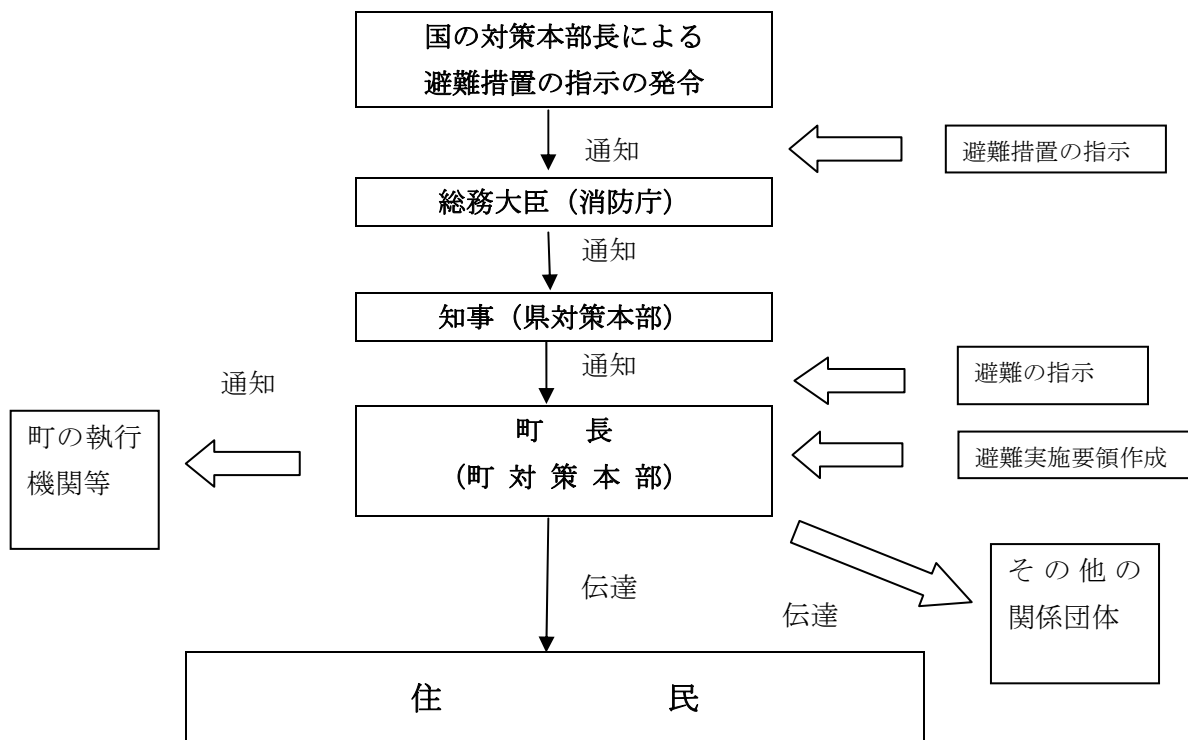 国の対策本部長による
避難措置の指示の発令
通知
避難措置の指示
総務大臣（消防庁）
通知
知事（県対策本部）
通知
避難の指示
通知
町の執行
機関等
町　長
（町 対 策 本 部）
避難実施要領作成
伝達
伝達
そ の 他 の
関係団体
住　　　　民